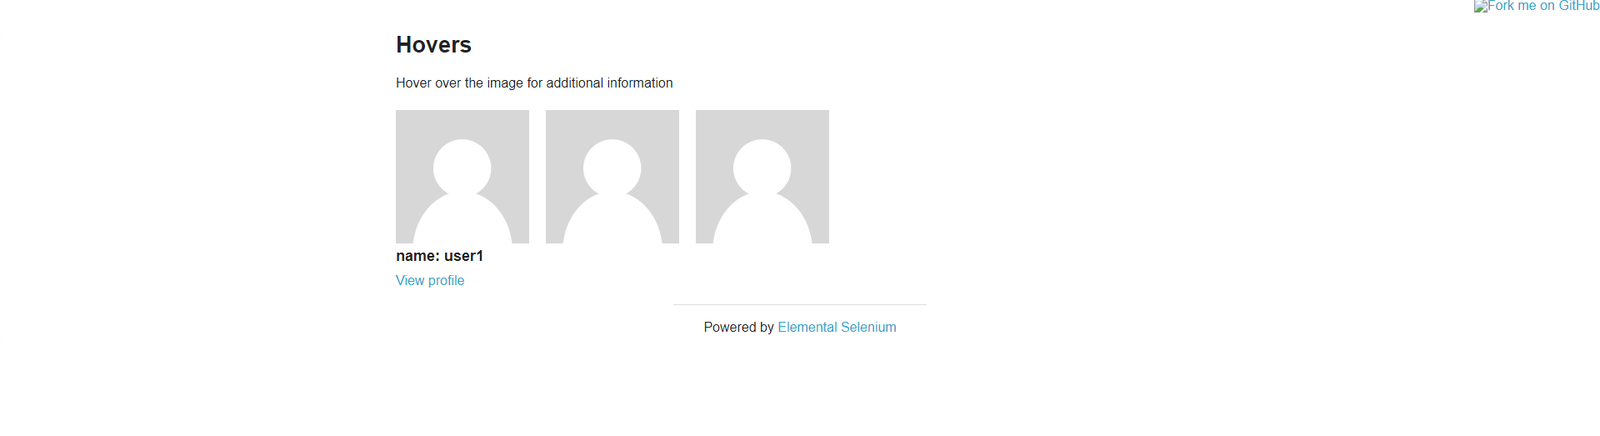 Fork me on GitHub
Hovers
Hover over the image for additional information
name: user1
View profile
Powered by Elemental Selenium